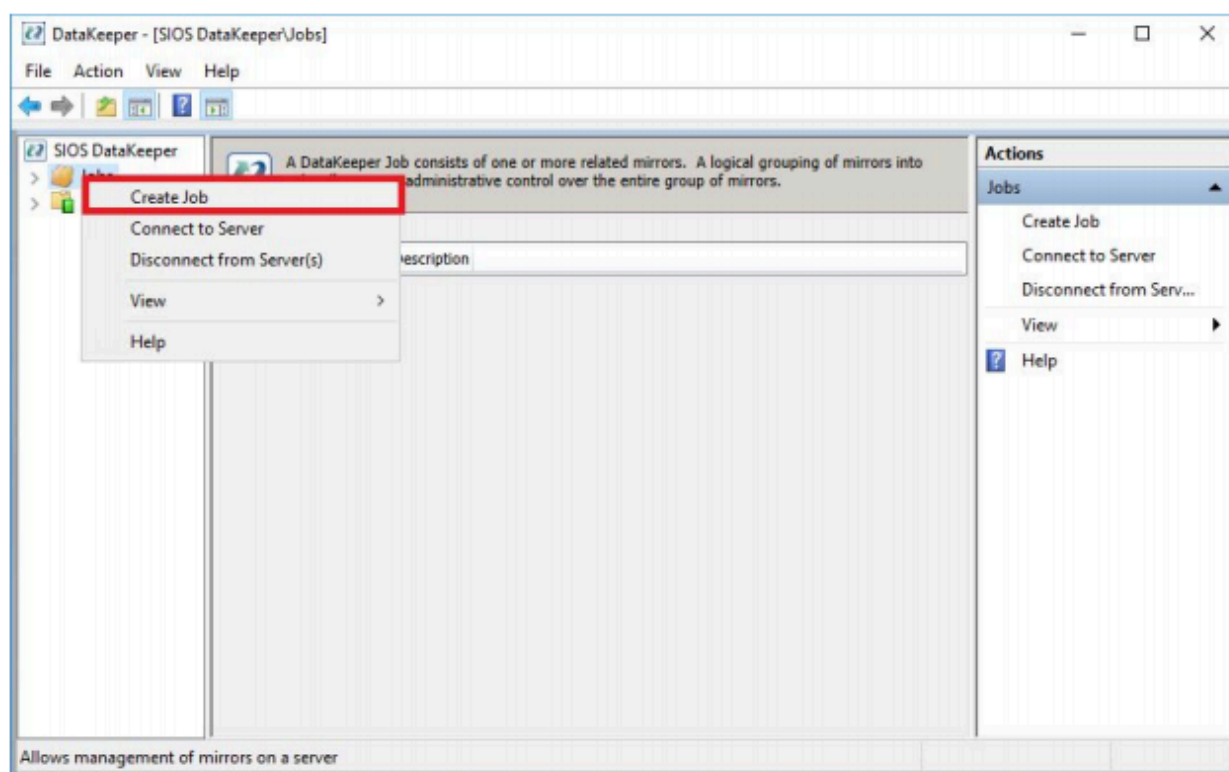 DataKeeper - [SIOS DataKeeper\Jobs]
File Action View Help
SIOS DataKeeper
Jobs
A DataKeeper Job consists of one or more related mirrors. A logical grouping of mirrors into
administrative control over the entire group of mirrors.
Create Job
Connect to Server
Disconnect from Server(s)
View
Help
escription
Actions
Jobs
Create Job
Connect to Server
Disconnect from Serv...
View
Help
Allows management of mirrors on a server